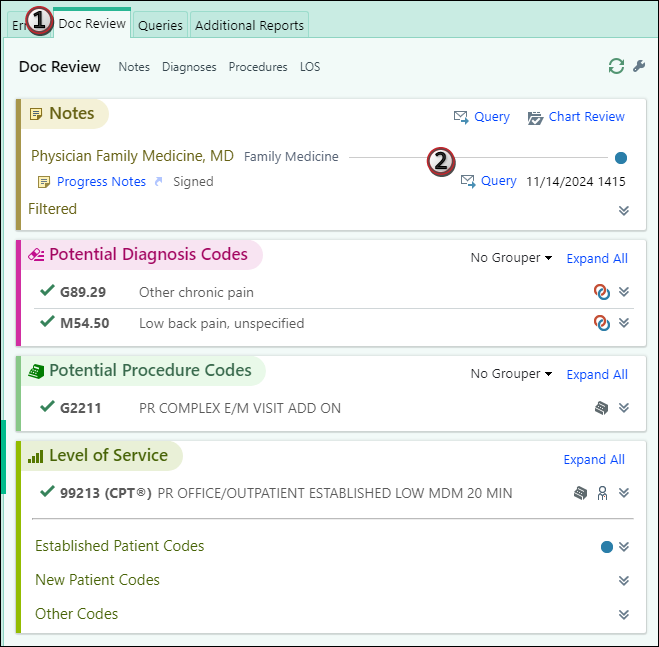 Er 1 Doc Review Queries Additional Reports
Doc Review Notes Diagnoses Procedures LOS
Notes Query Chart Review
Physician Family Medicine, MD Family Medicine 2
Progress Notes Signed Query 11/14/2024 1415
Filtered
Potential Diagnosis Codes No Grouper Expand All
G89.29 Other chronic pain
M54.50 Low back pain, unspecified
Potential Procedure Codes No Grouper Expand All
G2211 PR COMPLEX E/M VISIT ADD ON
Level of Service Expand All
99213 (CPT®) PR OFFICE/OUTPATIENT ESTABLISHED LOW MDM 20 MIN
Established Patient Codes
New Patient Codes
Other Codes